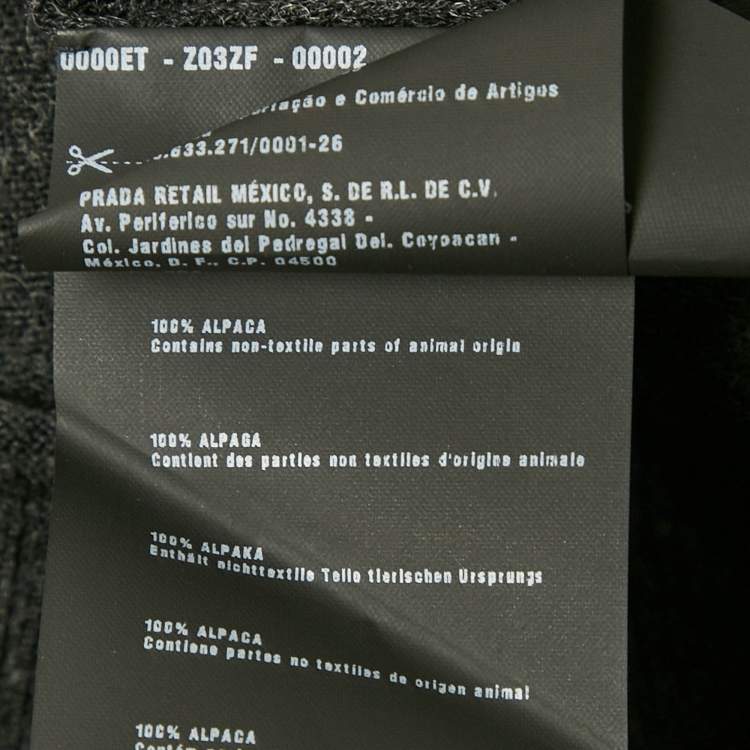 0000ET - Z03ZF - 00002
e Comércio de Artigos
.633.271/0001-26
PRADA RETAIL MÉXICO, S. DE R.L. DE C.V.
Av. Periferico sur No. 4338 -
Col. Jardines del Pedregal Del. Coyoacan -
México, D. F., C.P. 04500
100% ALPACA
Contains non-textile parts of animal origin
100% ALPAGA
Contient des parties non textiles d'origine animale
100% ALPAKA
Enthält nichttextile Teile tierischen Ursprungs
100% ALPACA
Contiene partes no textiles de origen animal
100% ALPACA